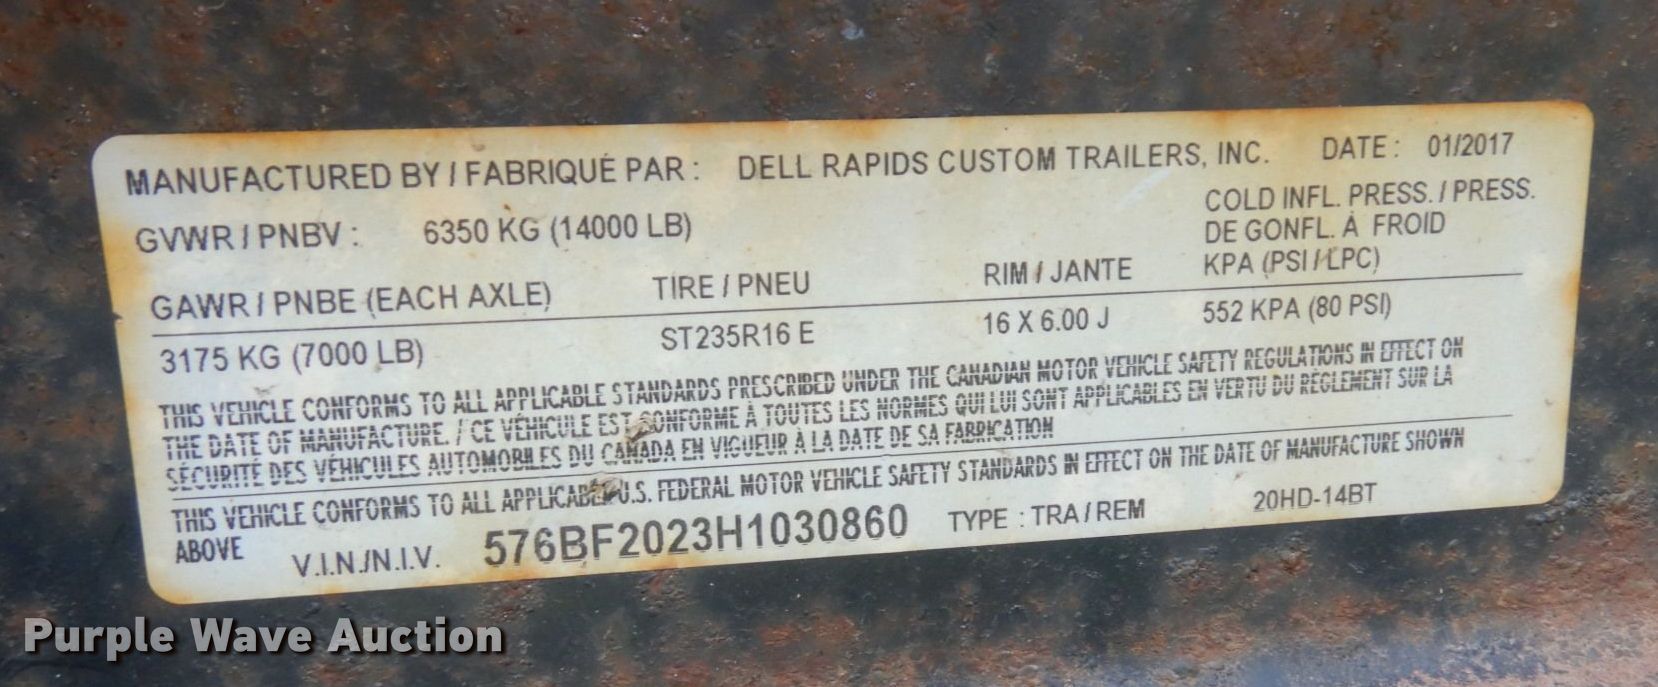 MANUFACTURED BY / FABRIQUÉ PAR : DELL RAPIDS CUSTOM TRAILERS, INC. DATE : 01/2017
GVWR / PNBV : 6350 KG (14000 LB)
COLD INFL. PRESS. / PRESS.
DE GONFL. À FROID
KPA (PSI / LPC)
GAWR / PNBE (EACH AXLE) TIRE / PNEU RIM / JANTE
3175 KG (7000 LB) ST235R16 E 16 X 6.00 J 552 KPA (80 PSI)
THIS VEHICLE CONFORMS TO ALL APPLICABLE STANDARDS PRESCRIBED UNDER THE CANADIAN MOTOR VEHICLE SAFETY REGULATIONS IN EFFECT ON
THE DATE OF MANUFACTURE. / CE VÉHICULE EST CONFORME À TOUTES LES NORMES QUI LUI SONT APPLICABLES EN VERTU DU RÉGLEMENT SUR LA
SÉCURITÉ DES VÉHICULES AUTOMOBILES DU CANADA EN VIGUEUR À LA DATE DE SA FABRICATION
THIS VEHICLE CONFORMS TO ALL APPLICABLE U.S. FEDERAL MOTOR VEHICLE SAFETY STANDARDS IN EFFECT ON THE DATE OF MANUFACTURE SHOWN
ABOVE
V.I.N./N.I.V. 576BF2023H1030860 TYPE : TRA / REM 20HD-14BT
Purple Wave Auction